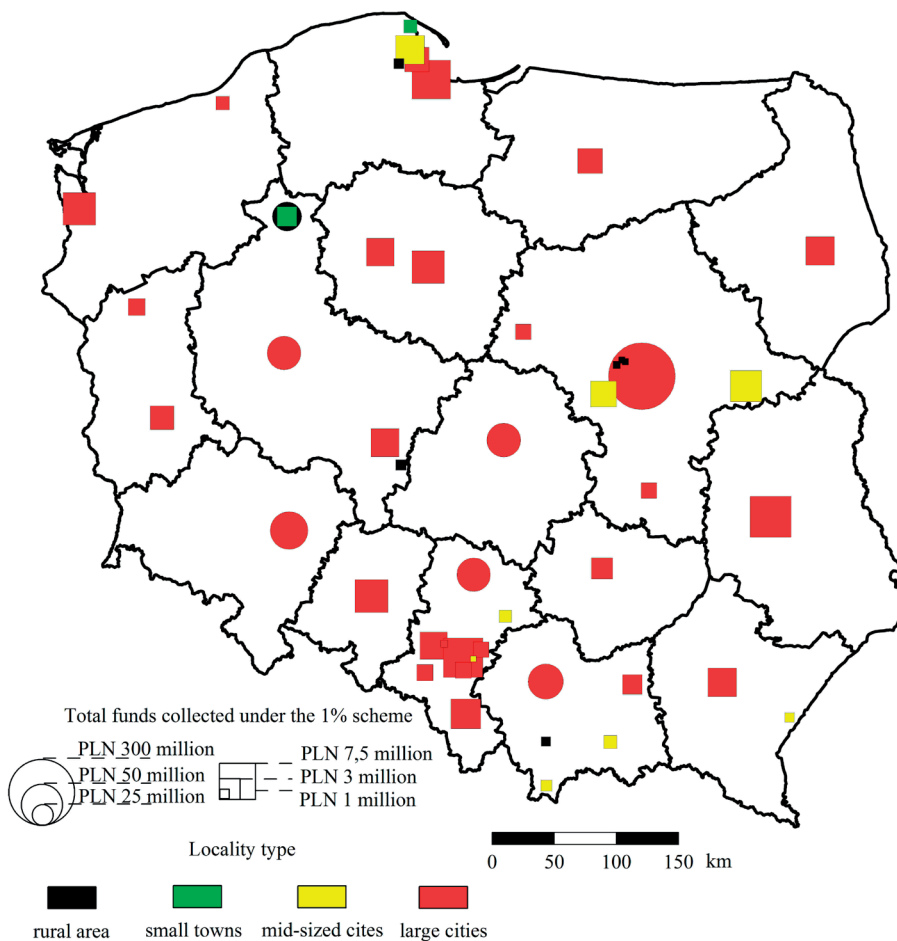 Total funds collected under the 1% scheme
PLN 300 million
PLN 50 million
PLN 25 million
PLN 7,5 million
PLN 3 million
PLN 1 million
0 50 100 150 km
Locality type
rural area
small towns
mid-sized cites
large cities